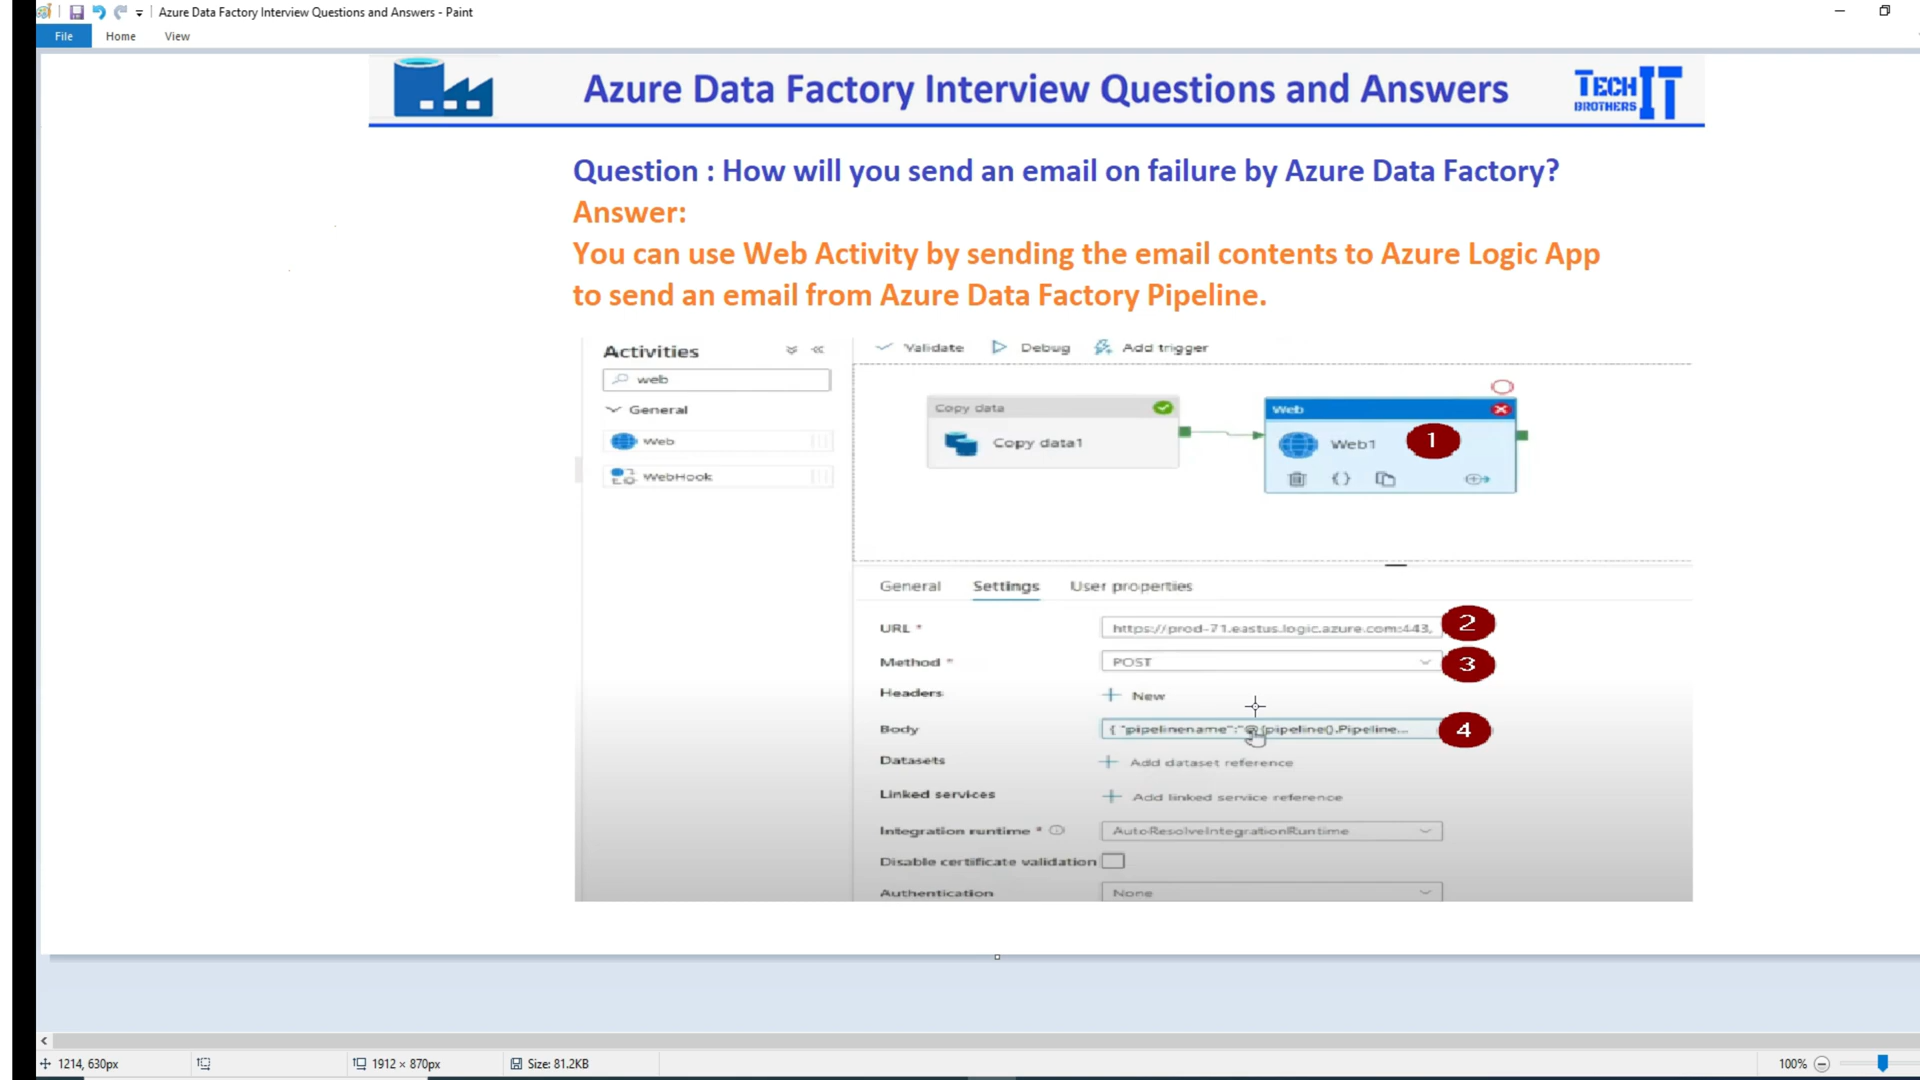 Azure Data Factory Interview Questions and Answers - Paint
File Home View
Azure Data Factory Interview Questions and Answers
TECH BROTHERS IT
Question : How will you send an email on failure by Azure Data Factory?
Answer:
You can use Web Activity by sending the email contents to Azure Logic App
to send an email from Azure Data Factory Pipeline.
Activities
Validate Debug Add trigger
web
General
Web
WebHook
Copy data
Copy data1
Web
Web1 1
General Settings User properties
URL * https://prod-71.eastus.logic.azure.com:443, 2
Method * POST 3
Headers + New
Body { "pipelinename":"@{pipeline().Pipeline... 4
Datasets + Add dataset reference
Linked services + Add linked service reference
Integration runtime * AutoResolveIntegrationRuntime
Disable certificate validation
Authentication None
1214, 630px 1912 × 870px Size: 81.2KB 100%